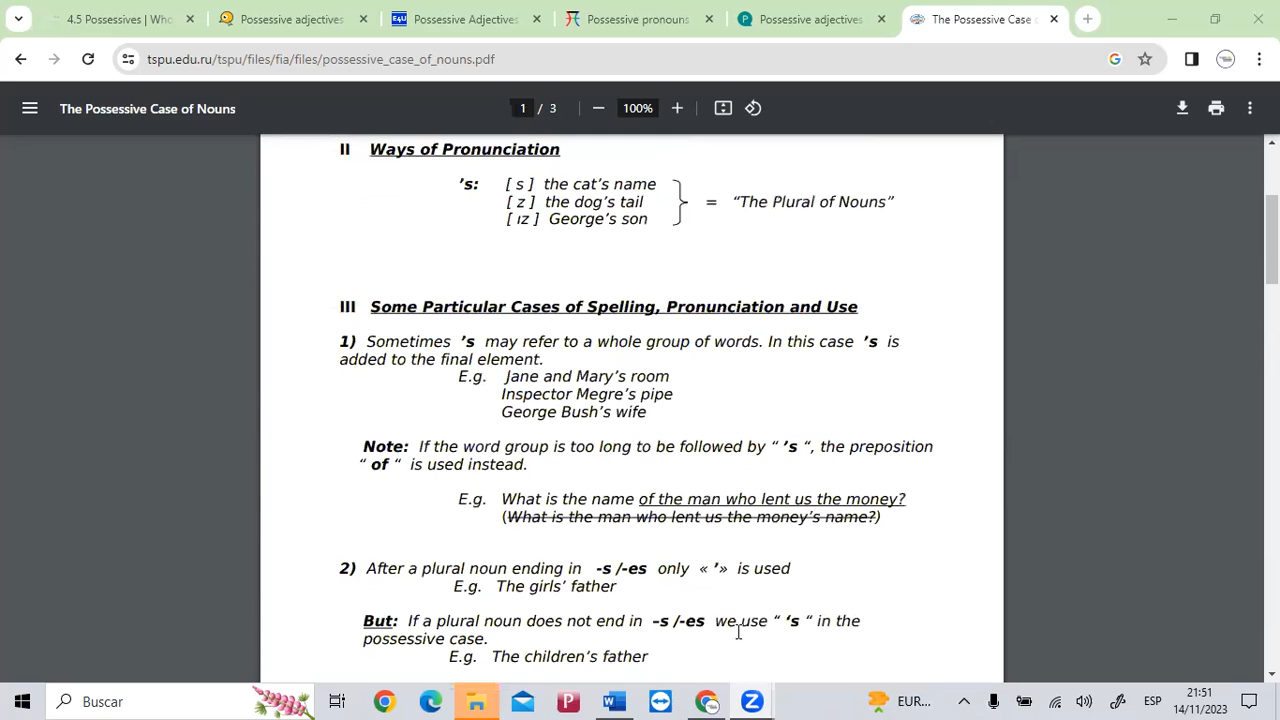 4.5 Possessives | Who
Possessive adjectives
E4U Possessive Adjectives
Possessive pronouns
Possessive adjectives
The Possessive Case o
tspu.edu.ru/tspu/files/fia/files/possessive_case_of_nouns.pdf
The Possessive Case of Nouns 1 / 3 100%
II Ways of Pronunciation
’s: [ s ] the cat’s name
[ z ] the dog’s tail = “The Plural of Nouns”
[ ız ] George’s son
III Some Particular Cases of Spelling, Pronunciation and Use
1) Sometimes ’s may refer to a whole group of words. In this case ’s is
added to the final element.
E.g. Jane and Mary’s room
Inspector Megre’s pipe
George Bush’s wife
Note: If the word group is too long to be followed by “ ’s “, the preposition
“ of “ is used instead.
E.g. What is the name of the man who lent us the money?
(What is the man who lent us the money’s name?)
2) After a plural noun ending in -s /-es only « ’» is used
E.g. The girls’ father
But: If a plural noun does not end in –s /-es we use “ ‘s “ in the
possessive case.
E.g. The children’s father
Buscar
EUR...
ESP
21:51
14/11/2023